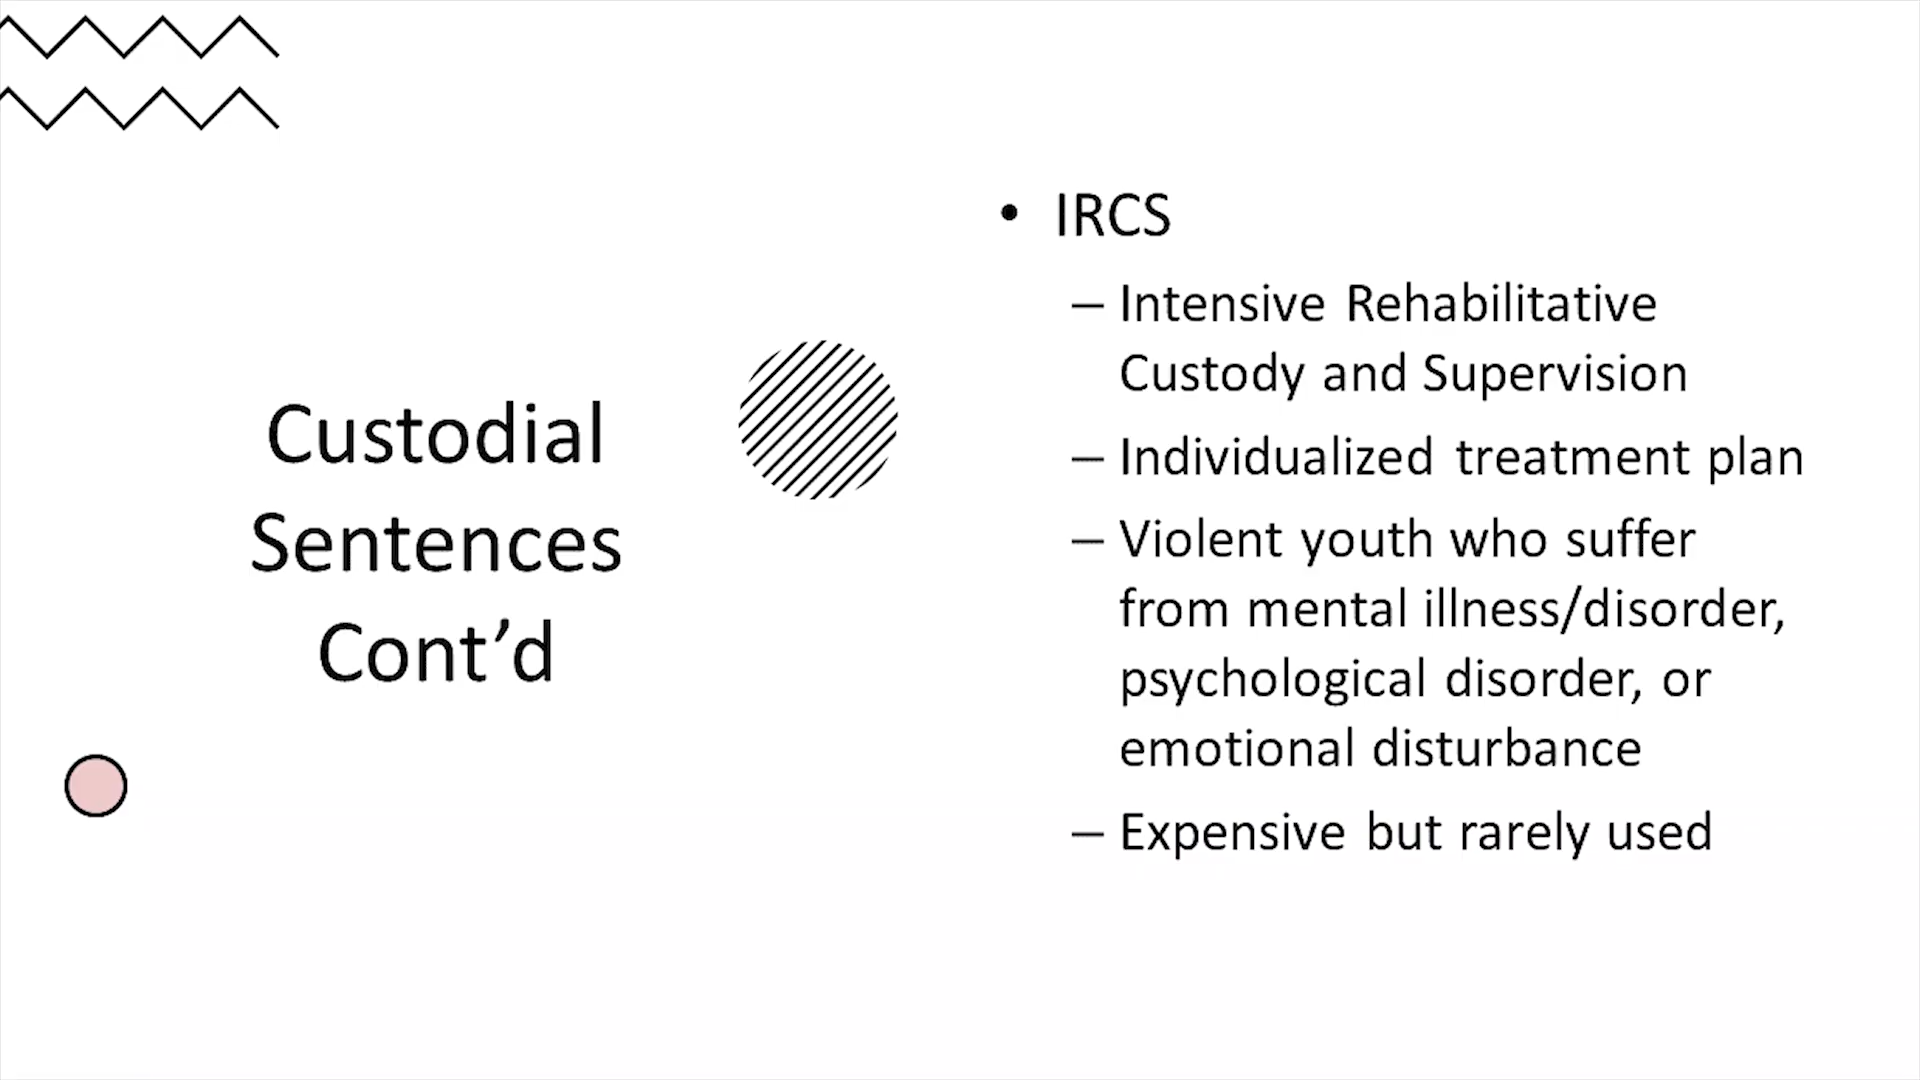 Custodial
Sentences
Cont’d
• IRCS
– Intensive Rehabilitative
Custody and Supervision
– Individualized treatment plan
– Violent youth who suffer
from mental illness/disorder,
psychological disorder, or
emotional disturbance
– Expensive but rarely used